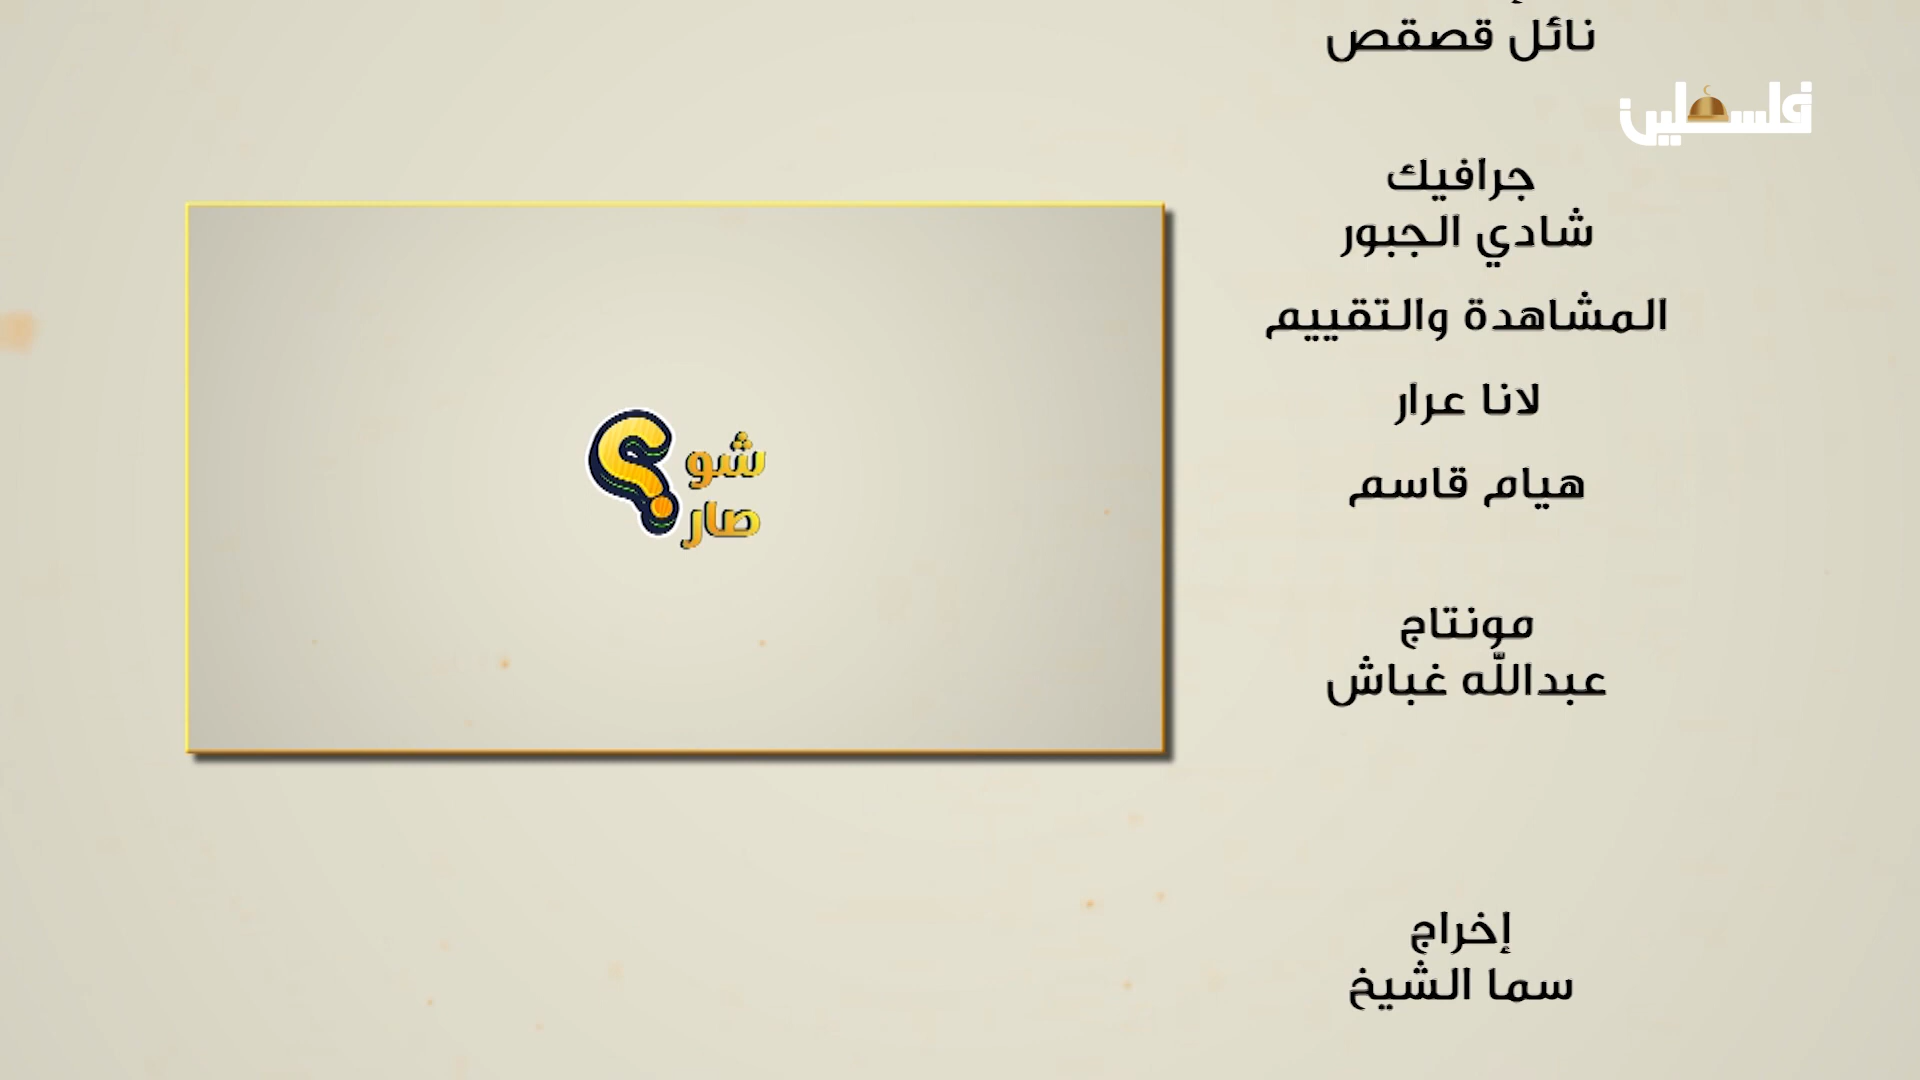 نائل قصقص
فلسطين
جرافيك
شادي الجبور
المشاهدة والتقييم
لانا عرار
هيام قاسم
شو
صار
؟
مونتاج
عبدالله غباش
إخراج
سما الشيخ